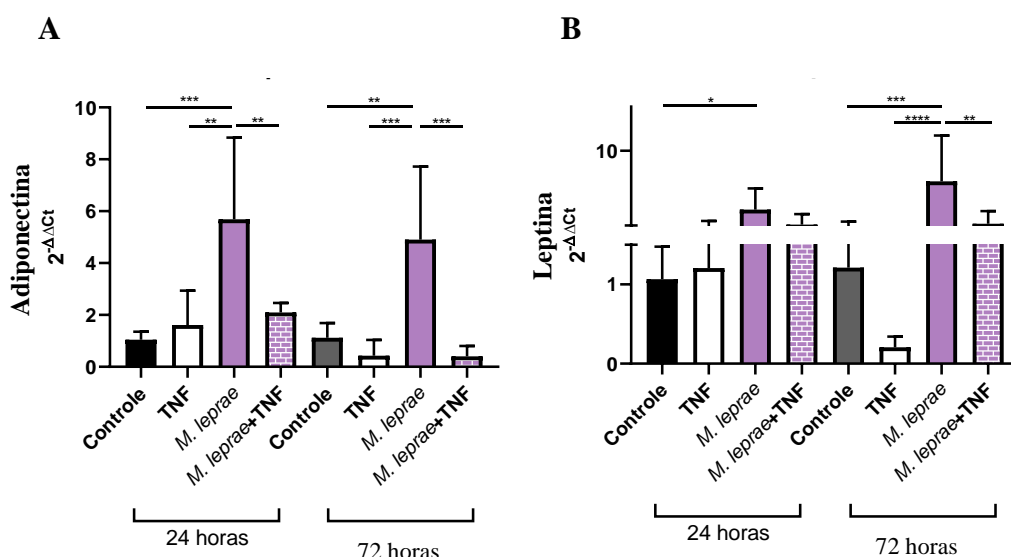 A
Adiponectina
2^-ΔΔCt
10
8
6
4
2
0
***
**
**
**
***
***
Controle
TNF
M. leprae
M. leprae+TNF
Controle
TNF
M. leprae
M. leprae+TNF
24 horas
72 horas
B
Leptina
2^-ΔΔCt
10
1
0
*
***
****
**
Controle
TNF
M. leprae
M. leprae+TNF
Controle
TNF
M. leprae
M. leprae+TNF
24 horas
72 horas